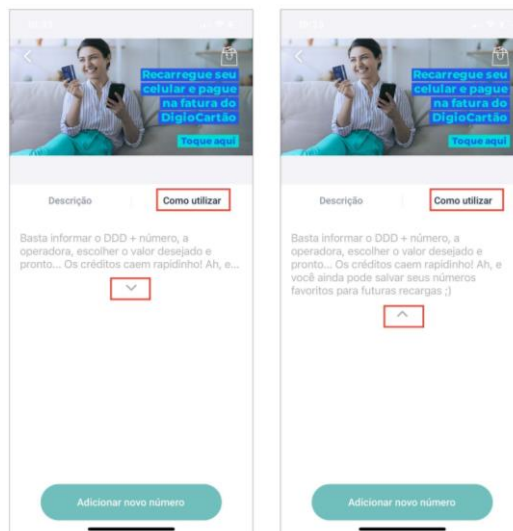 Recarregue seu
celular e pague
na fatura do
DigioCartão
Toque aqui
Descrição
Como utilizar
Basta informar o DDD + número, a
operadora, escolher o valor desejado e
pronto... Os créditos caem rapidinho! Ah, e...
Adicionar novo número
Recarregue seu
celular e pague
na fatura do
DigioCartão
Toque aqui
Descrição
Como utilizar
Basta informar o DDD + número, a
operadora, escolher o valor desejado e
pronto... Os créditos caem rapidinho! Ah, e
você ainda pode salvar seus números
favoritos para futuras recargas ;)
Adicionar novo número